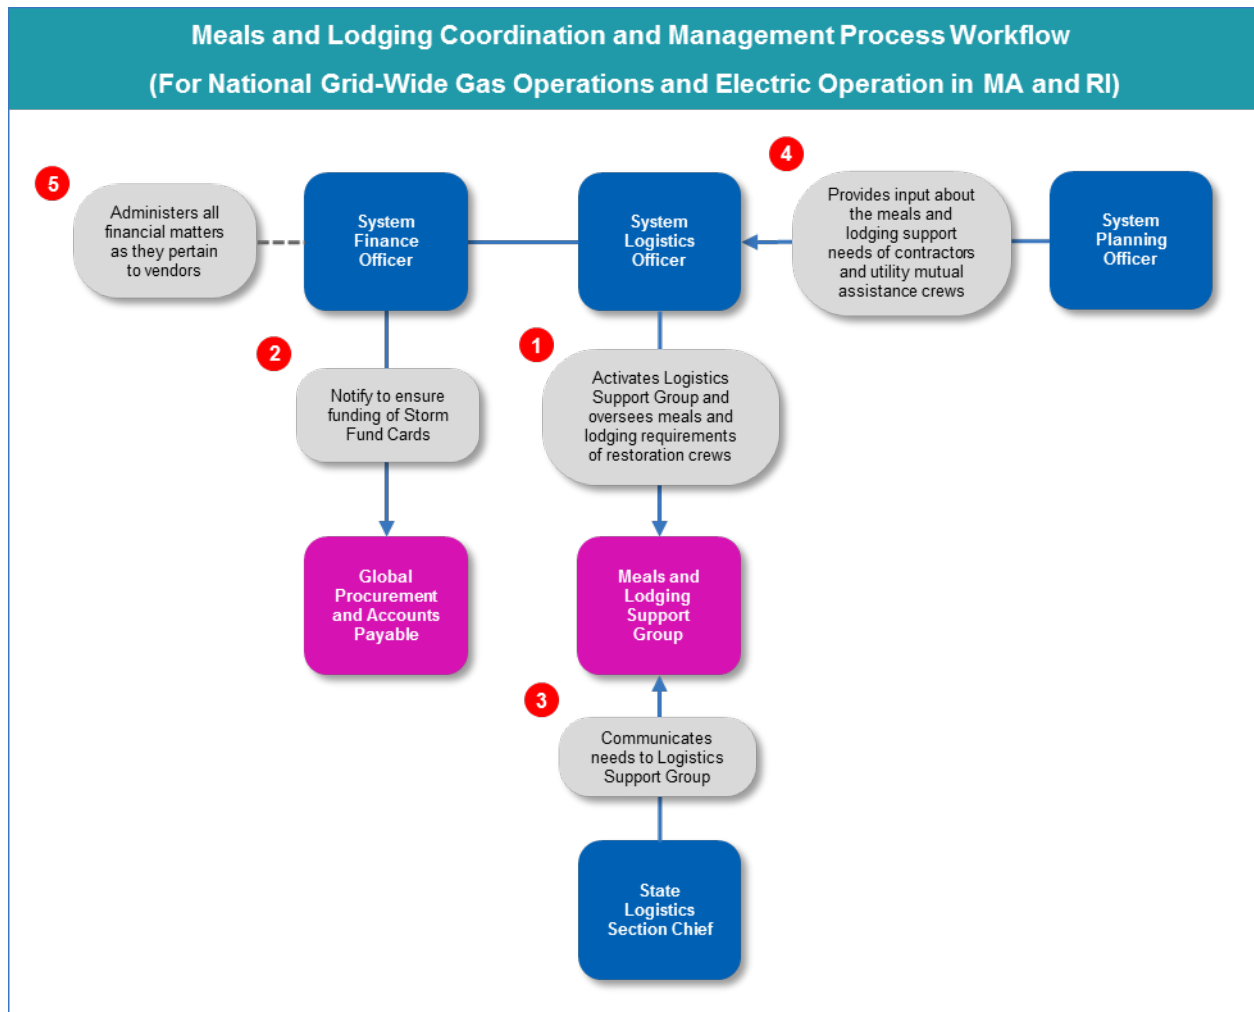 Meals and Lodging Coordination and Management Process Workflow
(For National Grid-Wide Gas Operations and Electric Operation in MA and RI)
5
Administers all
financial matters
as they pertain
to vendors
System
Finance
Officer
System
Logistics
Officer
4
Provides input about
the meals and
lodging support
needs of contractors
and utility mutual
assistance crews
System
Planning
Officer
2
Notify to ensure
funding of Storm
Fund Cards
1
Activates Logistics
Support Group and
oversees meals and
lodging requirements
of restoration crews
Global
Procurement
and Accounts
Payable
Meals and
Lodging
Support
Group
3
Communicates
needs to Logistics
Support Group
State
Logistics
Section Chief